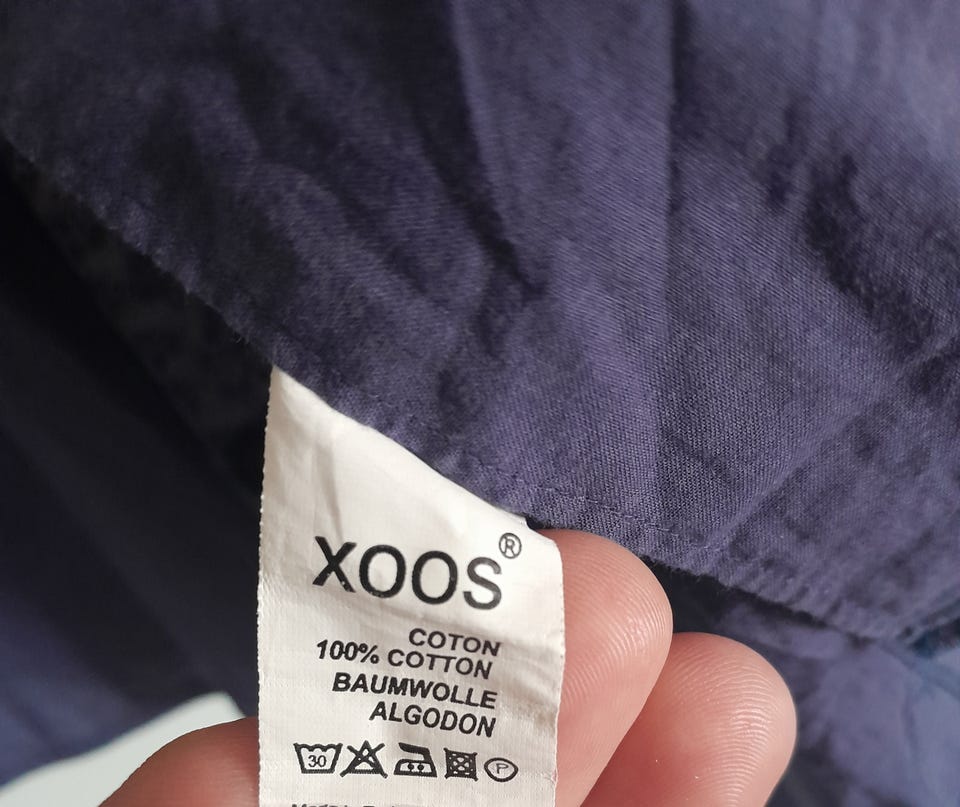 XOOS®
COTON
100% COTTON
BAUMWOLLE
ALGODON
30 P